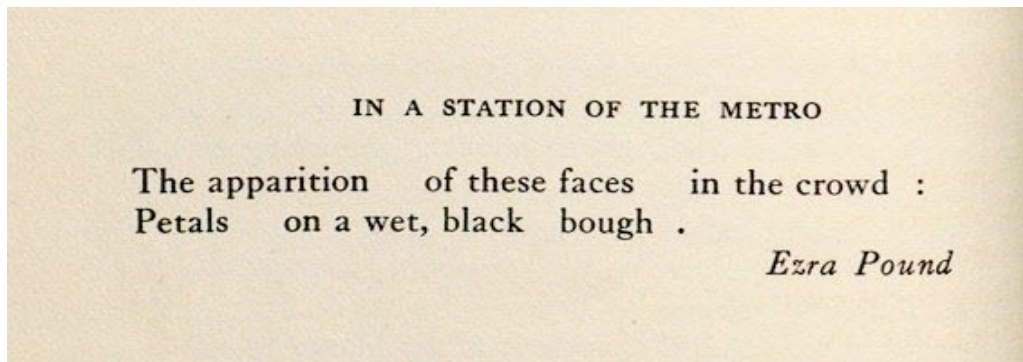 IN A STATION OF THE METRO
The apparition of these faces in the crowd :
Petals on a wet, black bough .
Ezra Pound